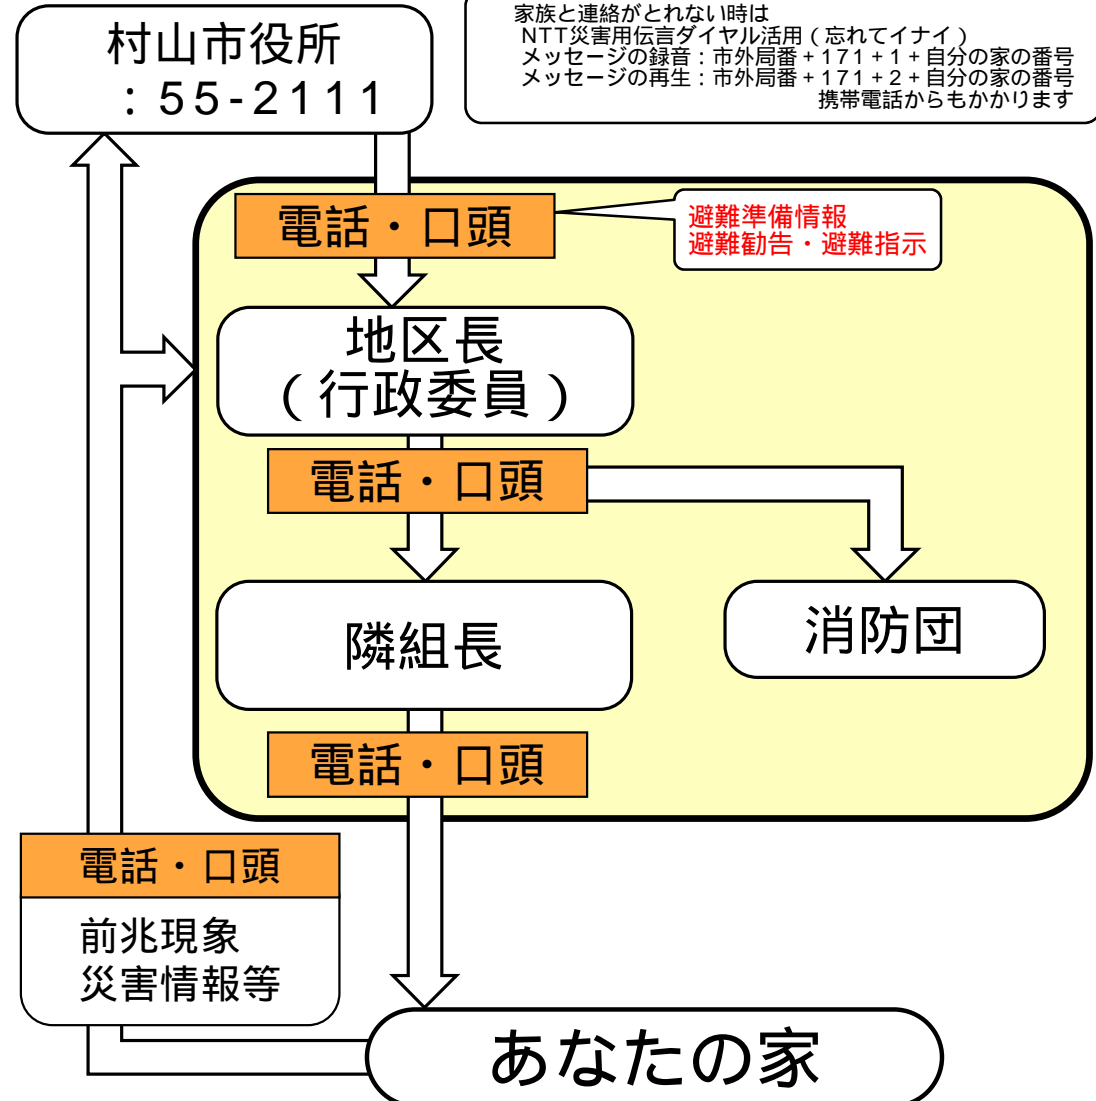 村山市役所
：55-2111
家族と連絡がとれない時は
NTT災害用伝言ダイヤル活用（忘れてイナイ）
メッセージの録音：市外局番+171+1+自分の家の番号
メッセージの再生：市外局番+171+2+自分の家の番号
携帯電話からもかかります
電話・口頭
避難準備情報
避難勧告・避難指示
地区長
（行政委員）
電話・口頭
隣組長
消防団
電話・口頭
電話・口頭
前兆現象
災害情報等
あなたの家